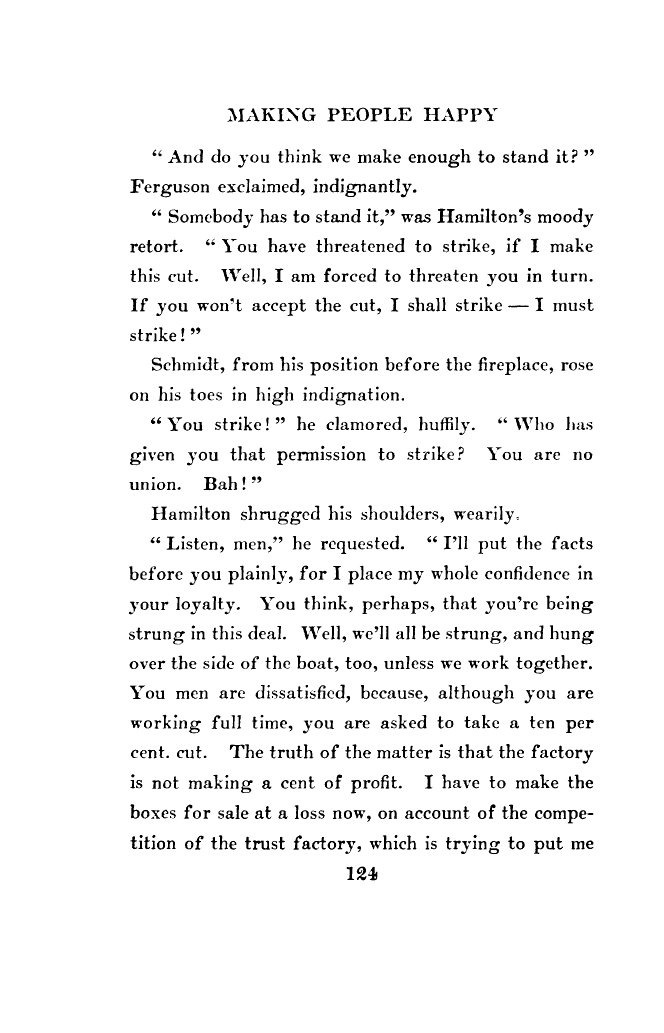 MAKING PEOPLE HAPPY
“ And do you think we make enough to stand it? ”
Ferguson exclaimed, indignantly.
“ Somebody has to stand it,” was Hamilton’s moody
retort. “ You have threatened to strike, if I make
this cut. Well, I am forced to threaten you in turn.
If you won’t accept the cut, I shall strike — I must
strike! ”
Schmidt, from his position before the fireplace, rose
on his toes in high indignation.
“ You strike! ” he clamored, huffily. “ Who has
given you that permission to strike? You are no
union. Bah! ”
Hamilton shrugged his shoulders, wearily.
“ Listen, men,” he requested. “ I’ll put the facts
before you plainly, for I place my whole confidence in
your loyalty. You think, perhaps, that you’re being
strung in this deal. Well, we’ll all be strung, and hung
over the side of the boat, too, unless we work together.
You men are dissatisfied, because, although you are
working full time, you are asked to take a ten per
cent. cut. The truth of the matter is that the factory
is not making a cent of profit. I have to make the
boxes for sale at a loss now, on account of the compe-
tition of the trust factory, which is trying to put me
124